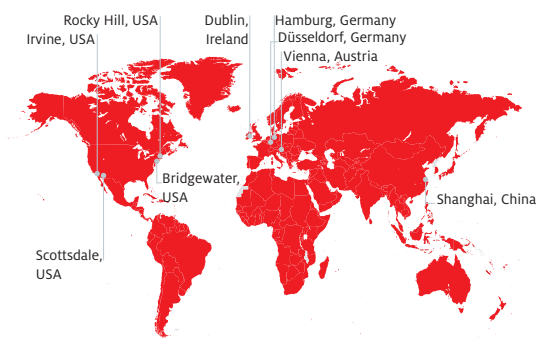 Rocky Hill, USA
Irvine, USA
Dublin,
Ireland
Hamburg, Germany
Düsseldorf, Germany
Vienna, Austria
Bridgewater,
USA
Shanghai, China
Scottsdale,
USA